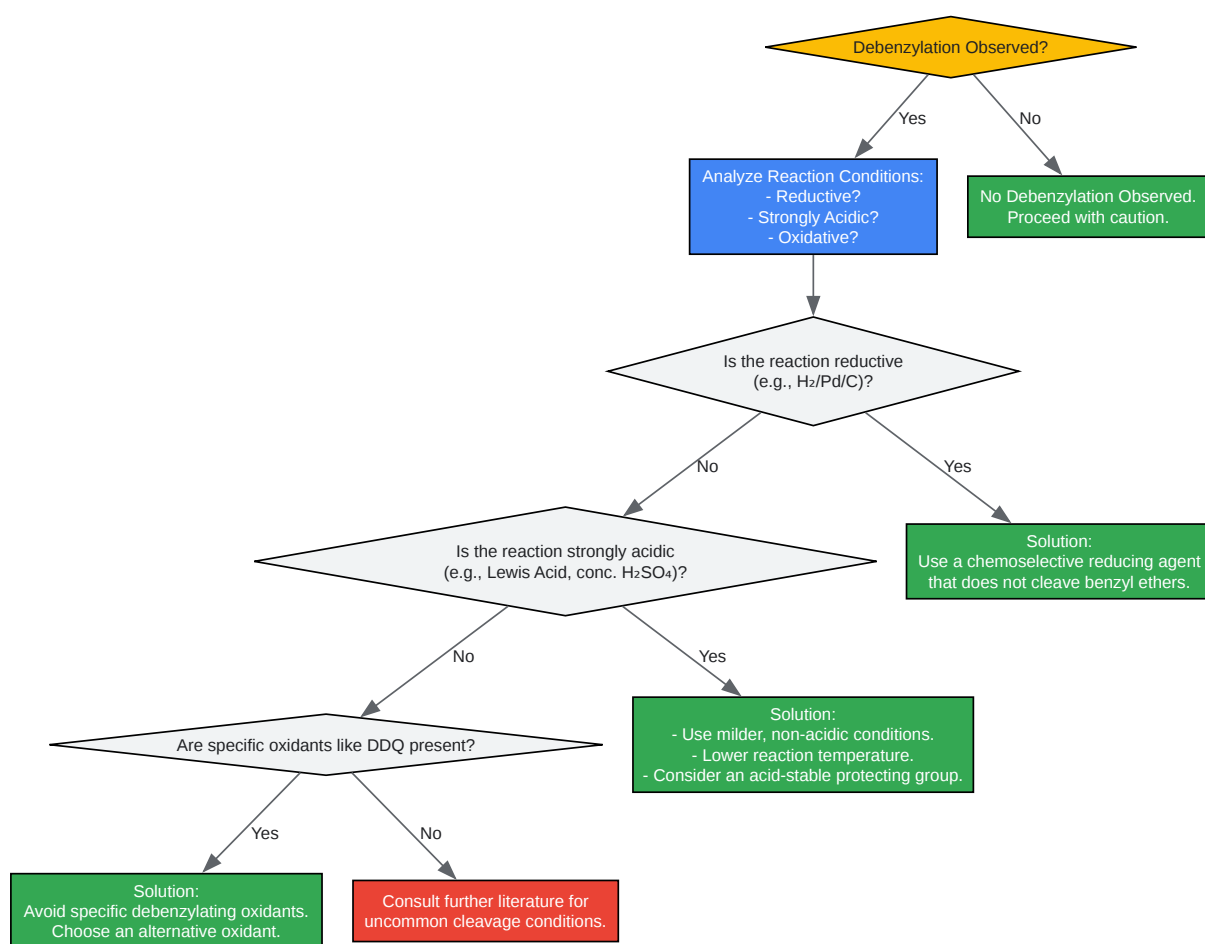 Debenzylation Observed?
Yes
No
Analyze Reaction Conditions:
- Reductive?
- Strongly Acidic?
- Oxidative?
No Debenzylation Observed.
Proceed with caution.
Is the reaction reductive
(e.g., H₂/Pd/C)?
No
Yes
Is the reaction strongly acidic
(e.g., Lewis Acid, conc. H₂SO₄)?
Solution:
Use a chemoselective reducing agent
that does not cleave benzyl ethers.
No
Yes
Are specific oxidants like DDQ present?
Solution:
- Use milder, non-acidic conditions.
- Lower reaction temperature.
- Consider an acid-stable protecting group.
Yes
No
Solution:
Avoid specific debenzylating oxidants.
Choose an alternative oxidant.
Consult further literature for
uncommon cleavage conditions.